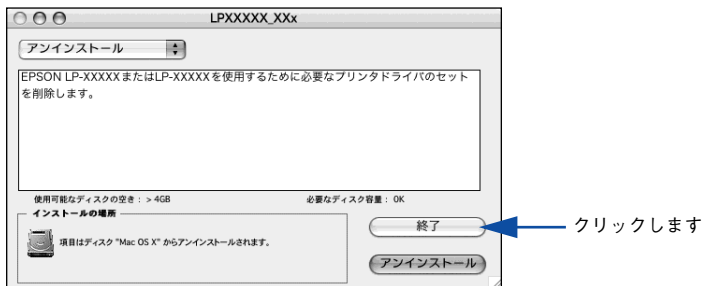 LPXXXXX_XXx
アンインストール
EPSON LP-XXXXXまたはLP-XXXXXを使用するために必要なプリンタドライバのセット
を削除します。
使用可能なディスクの空き： > 4GB 必要なディスク容量： 0K
インストールの場所
項目はディスク "Mac OS X" からアンインストールされます。
終了
クリックします
アンインストール